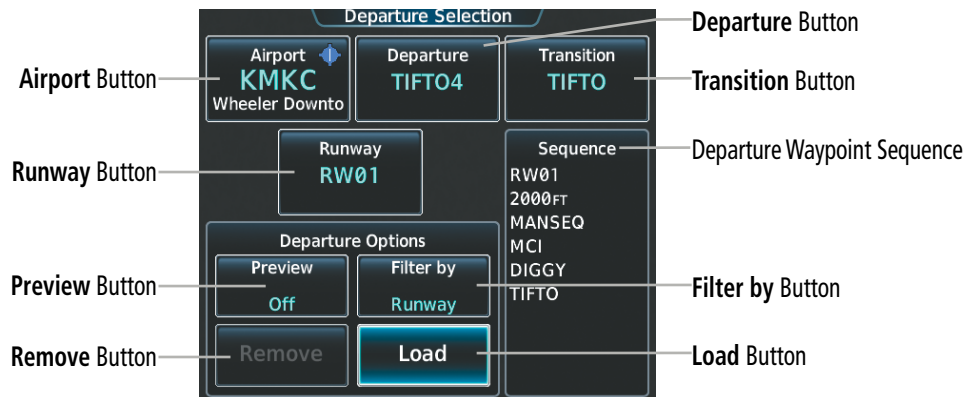 Departure Selection
Departure Button
Airport
KMKC
Wheeler Downto
Departure
TIFTO4
Transition
TIFTO
Airport Button
Transition Button
Runway
RW01
Runway Button
Sequence
Departure Waypoint Sequence
RW01
2000FT
MANSEQ
MCI
DIGGY
TIFTO
Departure Options
Preview
Off
Filter by
Runway
Preview Button
Filter by Button
Remove
Load
Remove Button
Load Button